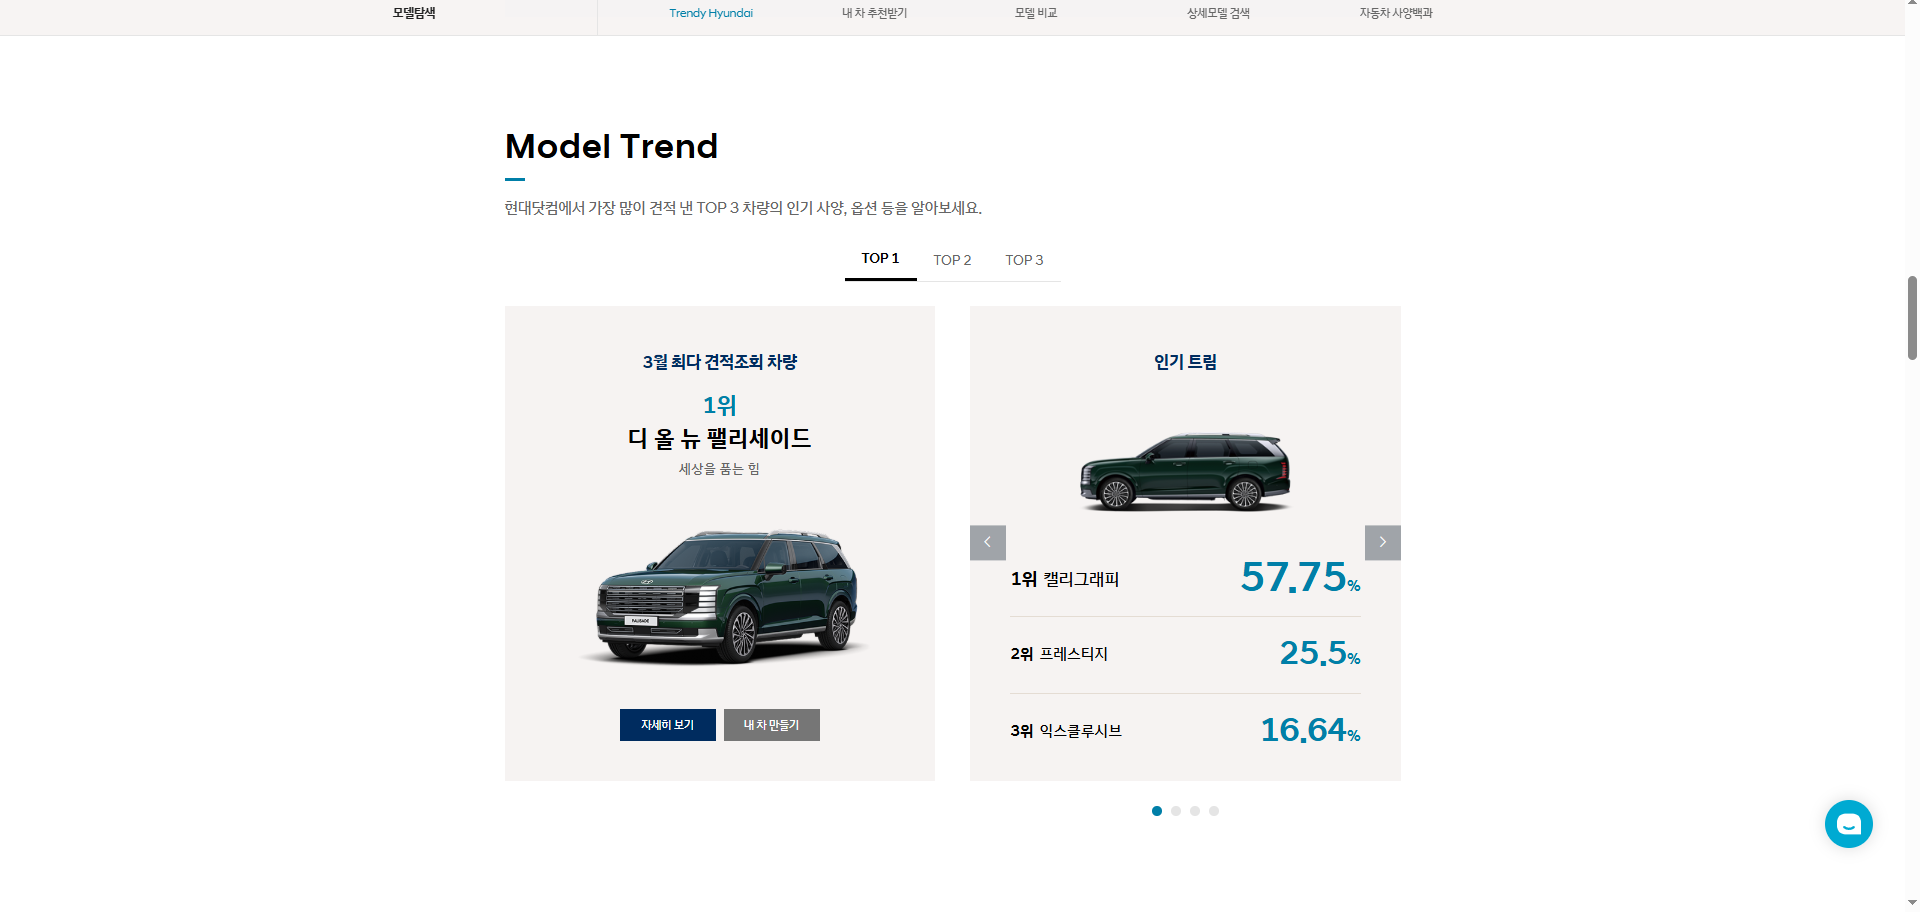 모델탐색
Trendy Hyundai
내 차 추천받기
모델 비교
상세모델 검색
자동차 사양백과
Model Trend
현대닷컴에서 가장 많이 견적 낸 TOP 3 차량의 인기 사양, 옵션 등을 알아보세요.
TOP 1
TOP 2
TOP 3
3월 최다 견적조회 차량
1위
디 올 뉴 팰리세이드
세상을 품는 힘
PALISADE
자세히 보기
내 차 만들기
인기 트림
1위 캘리그래피 57.75%
2위 프레스티지 25.5%
3위 익스클루시브 16.64%